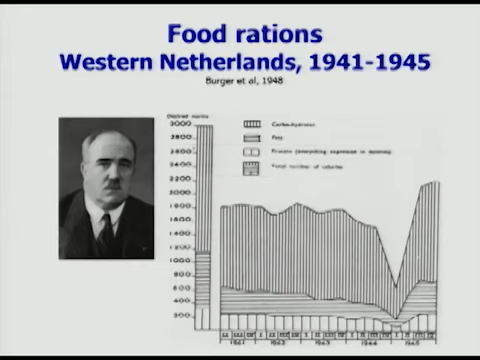 Food rations
Western Netherlands, 1941-1945
Burger et al, 1948
3000
2800
2600
2400
2200
2000
1800
1600
1400
1200
1000
800
600
400
200
Carbo-hydrates
Fats
Total number of calories
1941 1942 1943 1944 1945